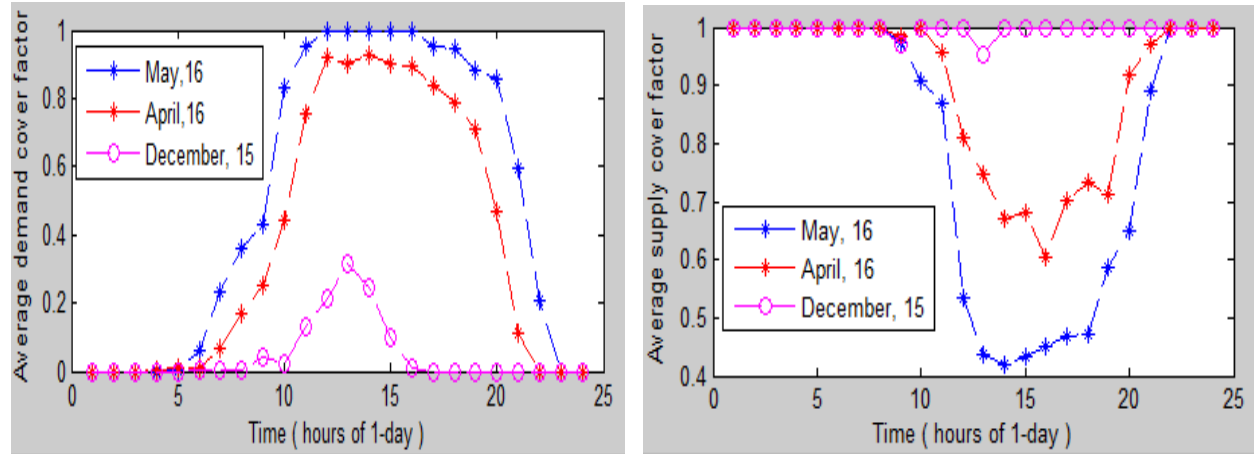 Average demand cover factor
1
0.8
0.6
0.4
0.2
0
May,16
April,16
December, 15
0 5 10 15 20 25
Time ( hours of 1-day )
Average supply cover factor
1
0.9
0.8
0.7
0.6
0.5
0.4
May, 16
April, 16
December, 15
0 5 10 15 20 25
Time ( hours of 1-day )